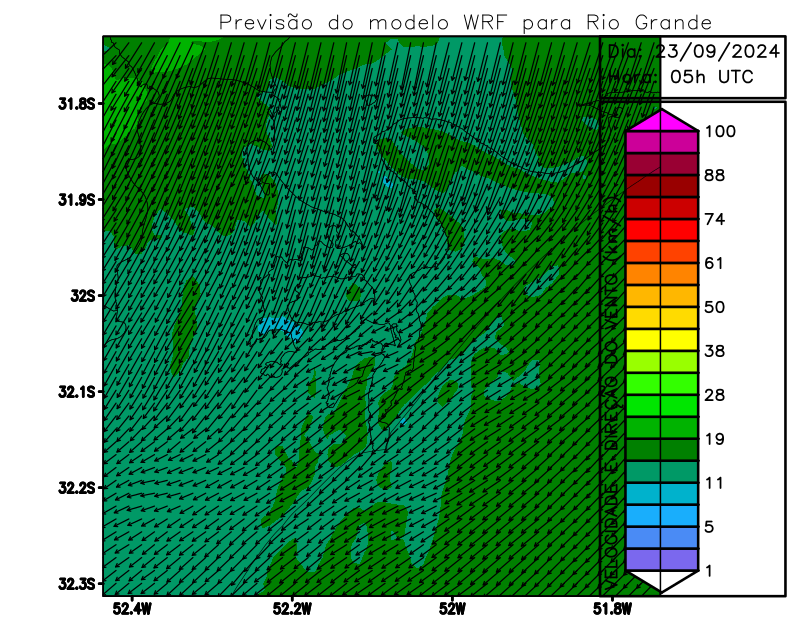 Previsão do modelo WRF para Rio Grande
Dia: 23/09/2024
Hora: 05h UTC
31.8S
31.9S
32S
32.1S
32.2S
32.3S
52.4W
52.2W
52W
51.8W
VELOCIDADE E DIREÇÃO DO VENTO (km/h)
100
88
74
61
50
38
28
19
11
5
1